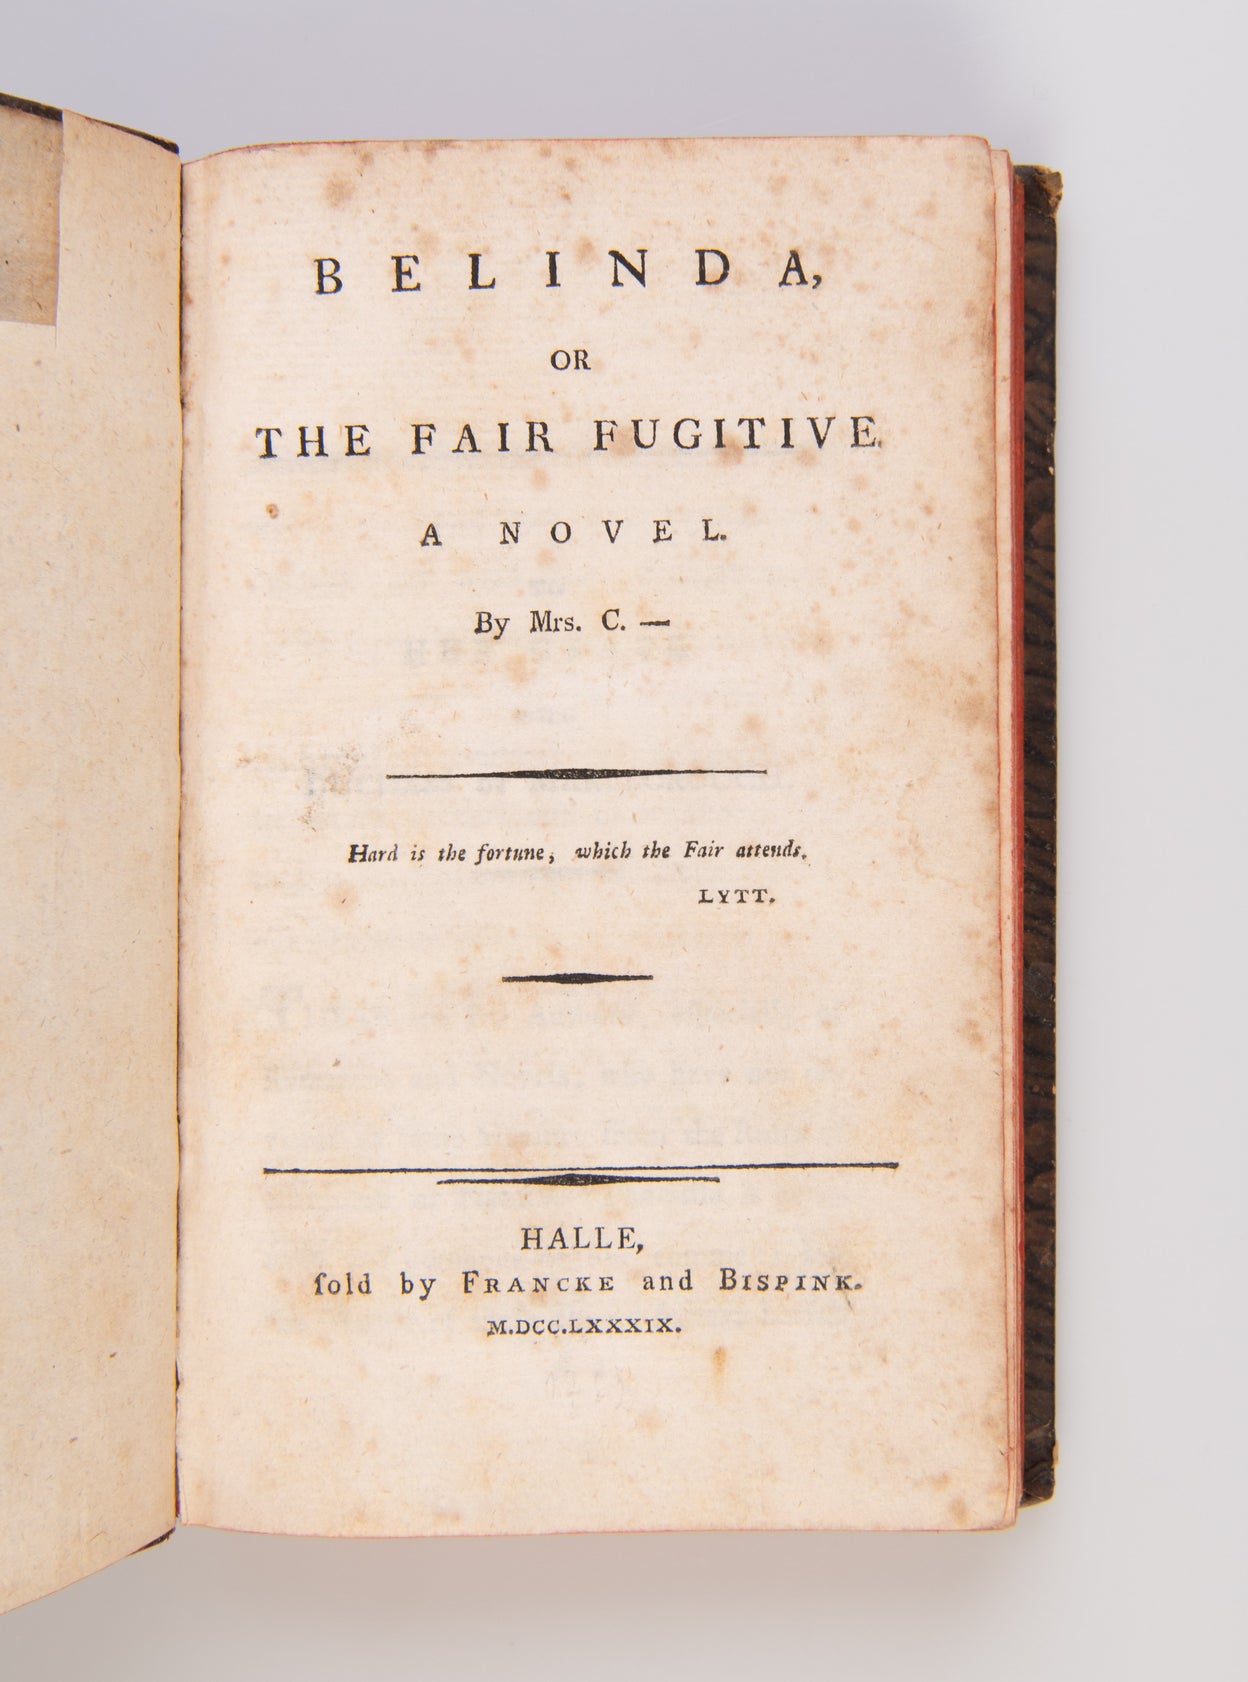 BELINDA,
OR
THE FAIR FUGITIVE.
A NOVEL.
By Mrs. C. —
Hard is the fortune, which the Fair attends.
LYTT.
HALLE,
ſold by FRANCKE and BISPINK.
M.DCC.LXXXIX.